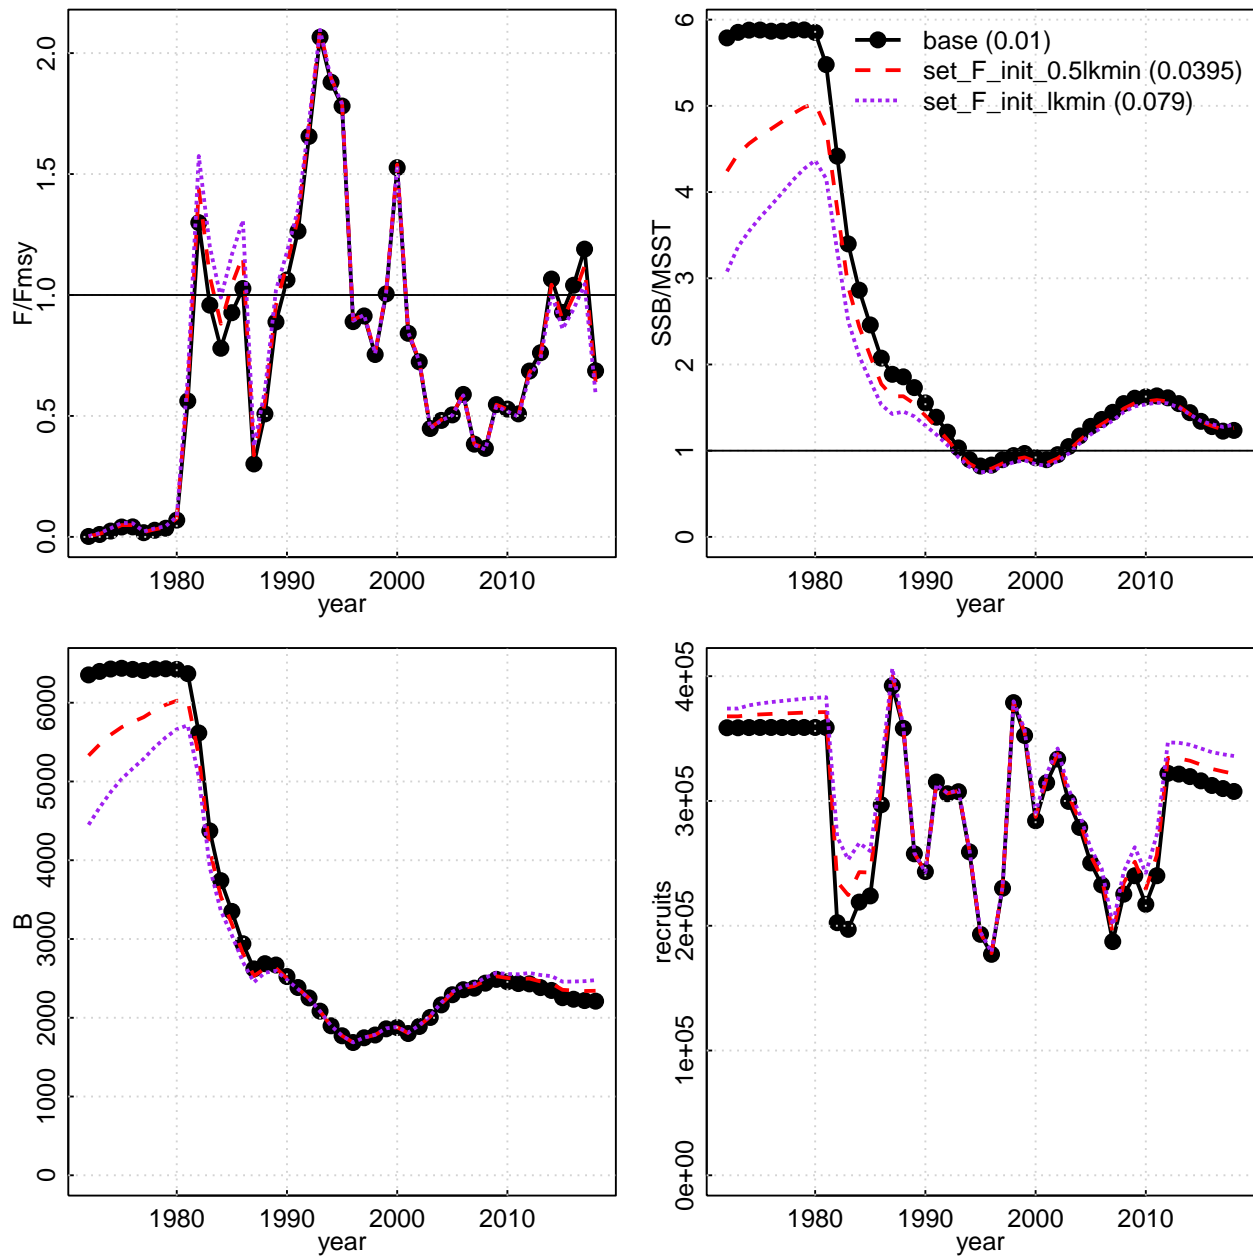 F/Fmsy
0.0
0.5
1.0
1.5
2.0
1980
1990
2000
2010
year
SSB/MSST
0
1
2
3
4
5
6
base (0.01)
set_F_init_0.5lkmin (0.0395)
set_F_init_lkmin (0.079)
1980
1990
2000
2010
year
B
0
1000
2000
3000
4000
5000
6000
1980
1990
2000
2010
year
recruits
0e+00
1e+05
2e+05
3e+05
4e+05
1980
1990
2000
2010
year